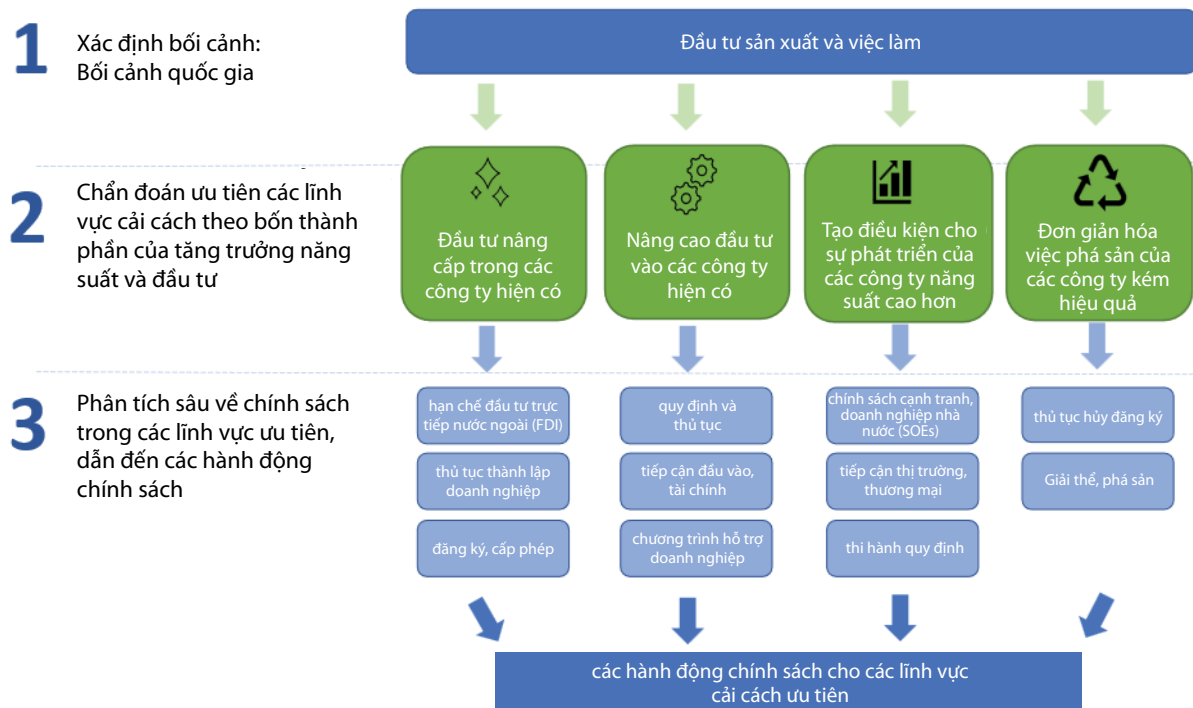 1
Xác định bối cảnh:
Bối cảnh quốc gia
Đầu tư sản xuất và việc làm
2
Chẩn đoán ưu tiên các lĩnh
vực cải cách theo bốn thành
phần của tăng trưởng năng
suất và đầu tư
Đầu tư nâng
cấp trong các
công ty hiện có
Nâng cao đầu tư
vào các công ty
hiện có
Tạo điều kiện cho
sự phát triển của
các công ty năng
suất cao hơn
Đơn giản hóa
việc phá sản của
các công ty kém
hiệu quả
3
Phân tích sâu về chính sách
trong các lĩnh vực ưu tiên,
dẫn đến các hành động
chính sách
hạn chế đầu tư trực
tiếp nước ngoài (FDI)
thủ tục thành lập
doanh nghiệp
đăng ký, cấp phép
quy định và
thủ tục
tiếp cận đầu vào,
tài chính
chương trình hỗ trợ
doanh nghiệp
chính sách cạnh tranh,
doanh nghiệp nhà
nước (SOEs)
tiếp cận thị trường,
thương mại
thi hành quy định
thủ tục hủy đăng ký
Giải thể, phá sản
các hành động chính sách cho các lĩnh vực
cải cách ưu tiên